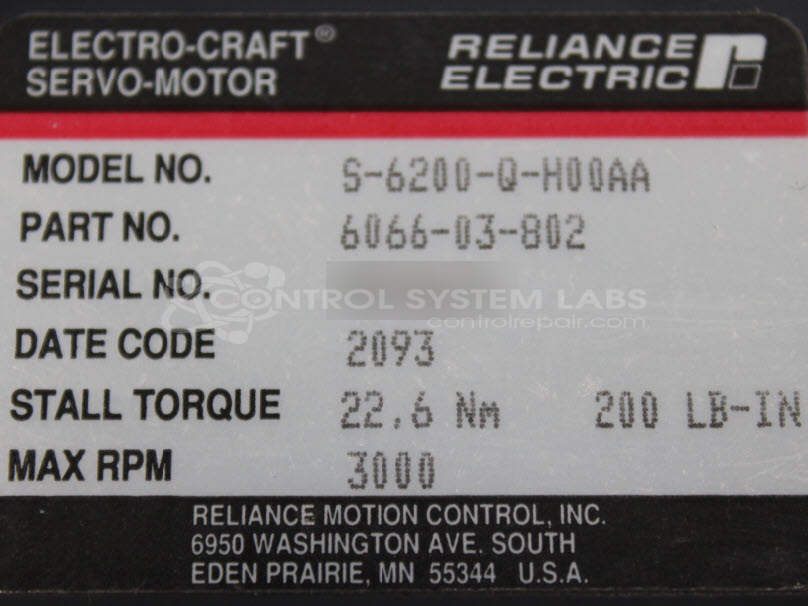 ELECTRO-CRAFT® RELIANCE
SERVO-MOTOR ELECTRIC
MODEL NO. S-6200-Q-H00AA
PART NO. 6066-03-802
SERIAL NO.
CONTROL SYSTEM LABS
controlrepair.com
DATE CODE 2093
STALL TORQUE 22.6 Nm 200 LB-IN
MAX RPM 3000
RELIANCE MOTION CONTROL, INC.
6950 WASHINGTON AVE. SOUTH
EDEN PRAIRIE, MN 55344 U.S.A.